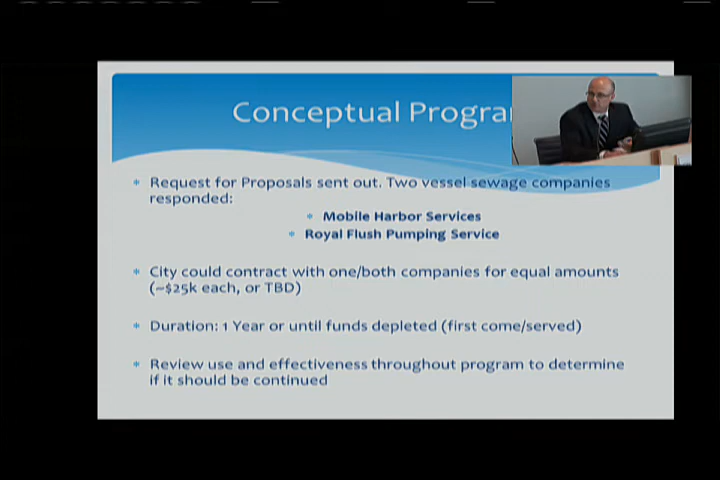 Conceptual Progra
* Request for Proposals sent out. Two vessel sewage companies
responded:
* Mobile Harbor Services
* Royal Flush Pumping Service
* City could contract with one/both companies for equal amounts
(~$25k each, or TBD)
* Duration: 1 Year or until funds depleted (first come/served)
* Review use and effectiveness throughout program to determine
if it should be continued